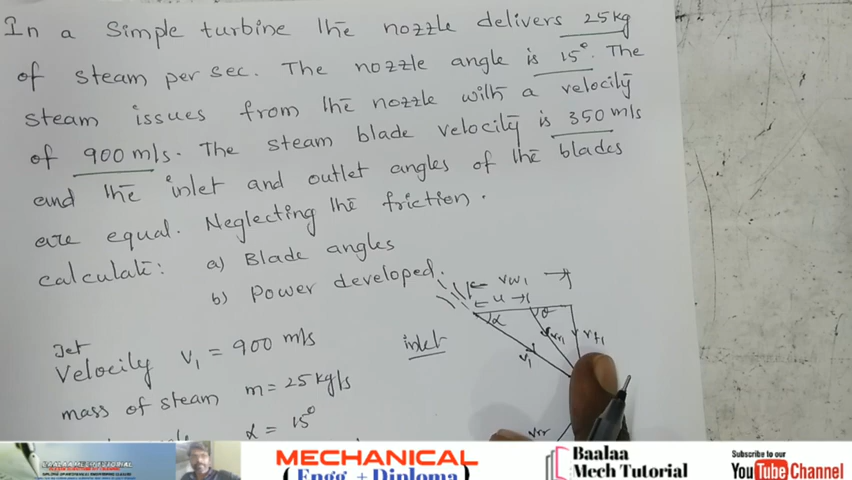 In a simple turbine the nozzle delivers 25kg
of steam per sec. The nozzle angle is 15°. The
steam issues from the nozzle with a velocity
of 900 m/s. The steam blade velocity is 350 m/s
and the inlet and outlet angles of the blades
are equal. Neglecting the friction.
calculate: a) Blade angles
b) Power developed.
Vw1
u
α
θ
Vr1
Vf1
V1
inlet
Jet
Velocity V1 = 900 m/s
mass of steam m = 25 kg/s
α = 15°
MECHANICAL
(Engg. + Diploma)
Baalaa
Mech Tutorial
Subscribe to our
YouTube Channel